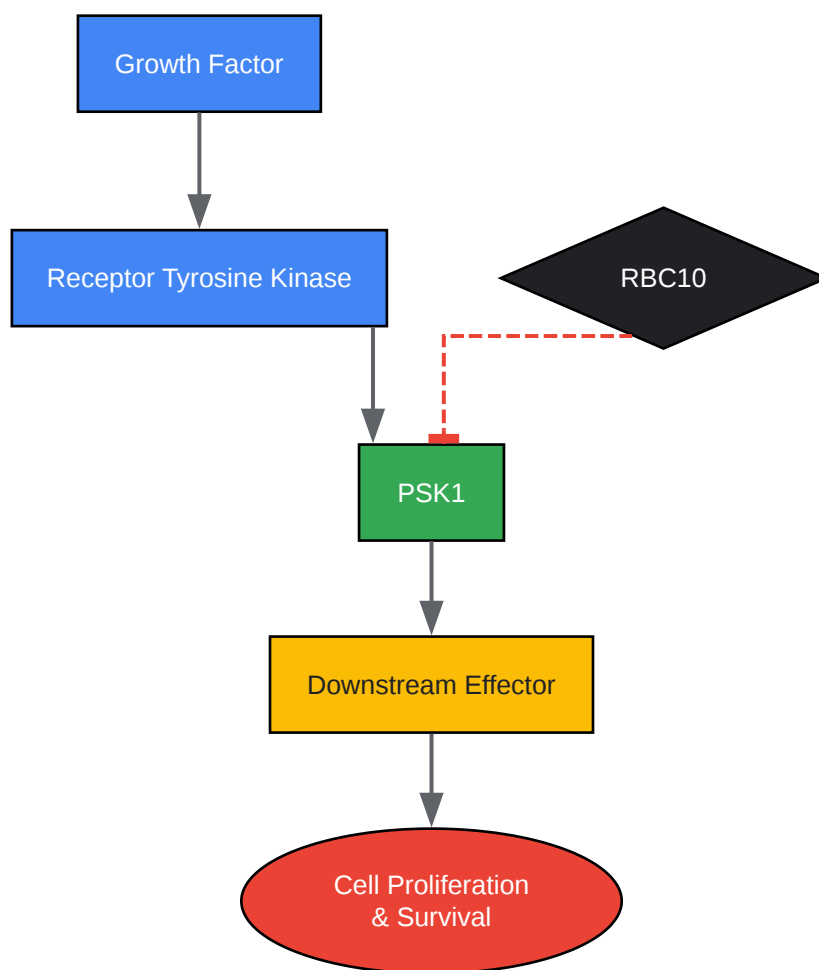 Growth Factor
Receptor Tyrosine Kinase
RBC10
PSK1
Downstream Effector
Cell Proliferation
& Survival